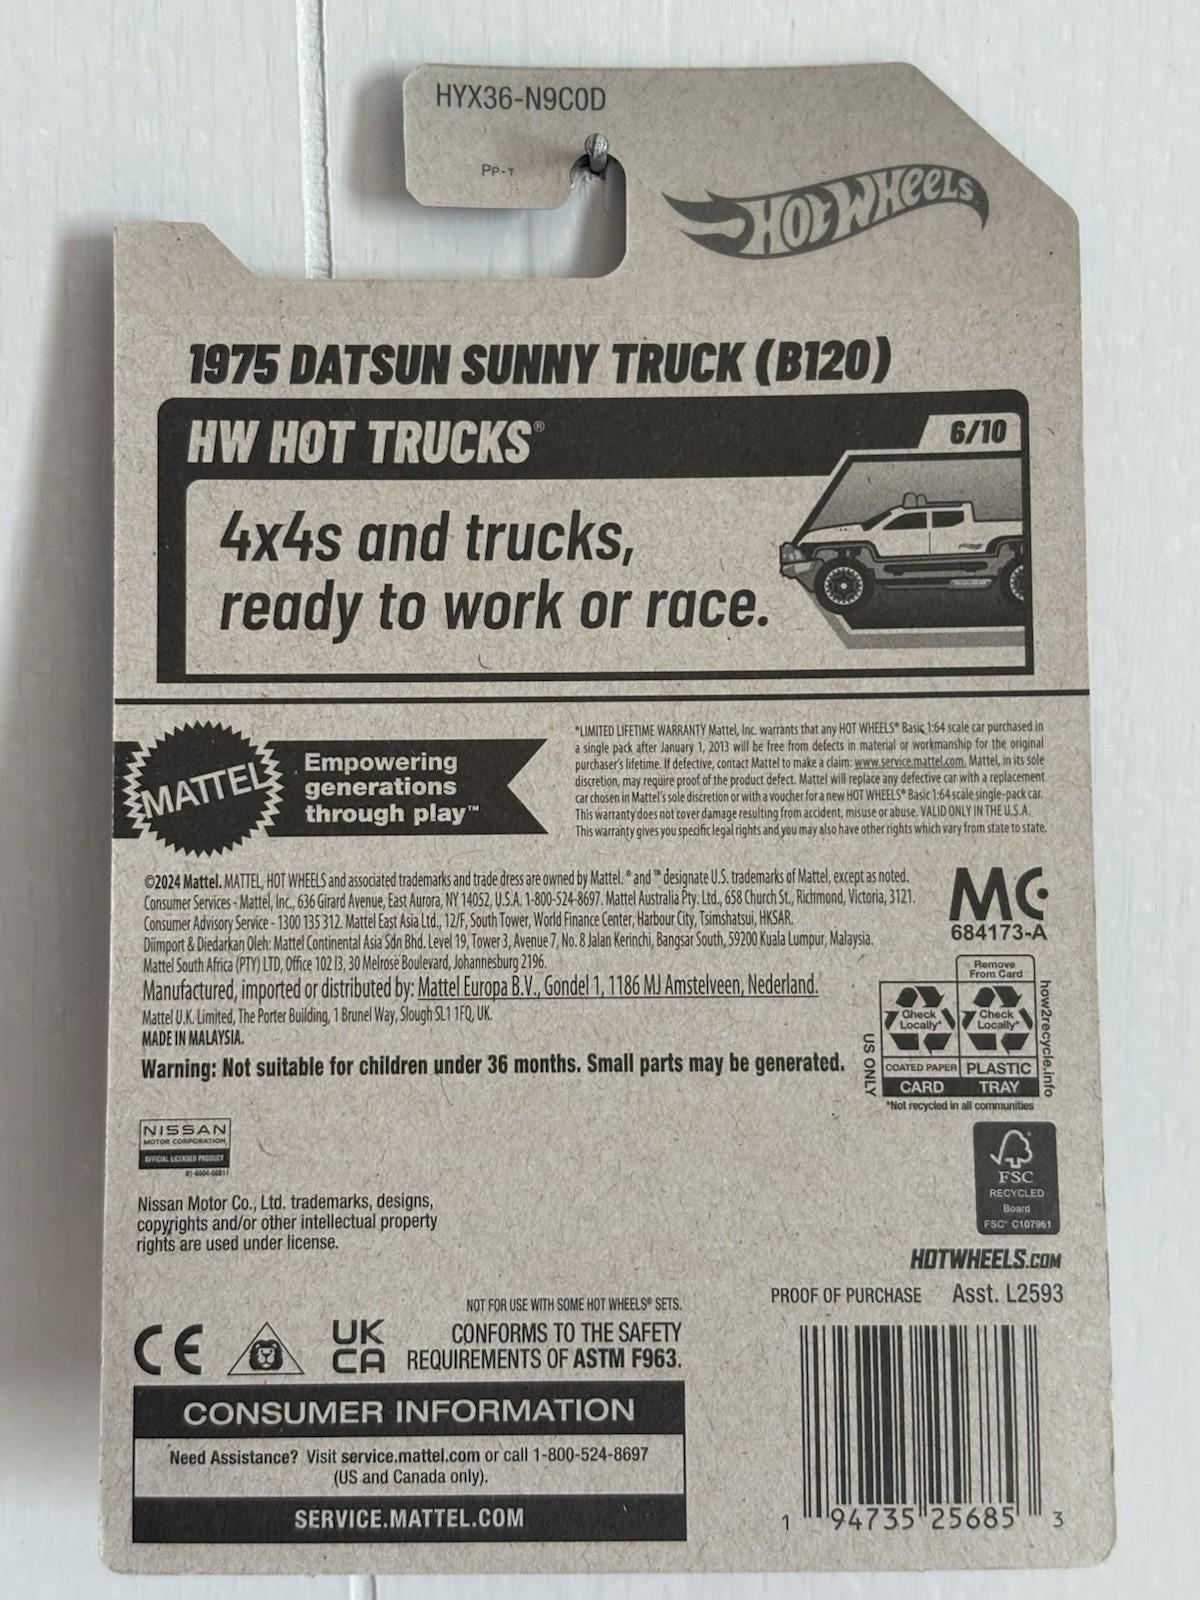 HYX36-N9C0D
PP-T
HOT WHEELS
1975 DATSUN SUNNY TRUCK (B120)
HW HOT TRUCKS®
6/10
4x4s and trucks,
ready to work or race.
MATTEL
Empowering
generations
through play™
*LIMITED LIFETIME WARRANTY Mattel, Inc. warrants that any HOT WHEELS® Basic 1:64 scale car purchased in
a single pack after January 1, 2013 will be free from defects in material or workmanship for the original
purchaser's lifetime. If defective, contact Mattel to make a claim: www.service.mattel.com. Mattel, in its sole
discretion, may require proof of the product defect. Mattel will replace any defective car with a replacement
car chosen in Mattel's sole discretion or with a voucher for a new HOT WHEELS® Basic 1:64 scale single-pack car.
This warranty does not cover damage resulting from accident, misuse or abuse. VALID ONLY IN THE U.S.A.
This warranty gives you specific legal rights and you may also have other rights which vary from state to state.
©2024 Mattel. MATTEL, HOT WHEELS and associated trademarks and trade dress are owned by Mattel. ® and ™ designate U.S. trademarks of Mattel, except as noted.
Consumer Services - Mattel, Inc., 636 Girard Avenue, East Aurora, NY 14052, U.S.A. 1-800-524-8697. Mattel Australia Pty. Ltd., 658 Church St., Richmond, Victoria, 3121.
Consumer Advisory Service - 1300 135 312. Mattel East Asia Ltd., 12/F, South Tower, World Finance Center, Harbour City, Tsimshatsui, HKSAR.
Diimport & Diedarkan Oleh: Mattel Continental Asia Sdn Bhd. Level 19, Tower 3, Avenue 7, No. 8 Jalan Kerinchi, Bangsar South, 59200 Kuala Lumpur, Malaysia.
Mattel South Africa (PTY) LTD, Office 102 I3, 30 Melrose Boulevard, Johannesburg 2196.
Manufactured, imported or distributed by: Mattel Europa B.V., Gondel 1, 1186 MJ Amstelveen, Nederland.
Mattel U.K. Limited, The Porter Building, 1 Brunel Way, Slough SL1 1FQ, UK.
MADE IN MALAYSIA.
Warning: Not suitable for children under 36 months. Small parts may be generated.
MC
684173-A
Remove
From Card
Check
Locally*
Check
Locally*
COATED PAPER
PLASTIC
CARD
TRAY
US ONLY
how2recycle.info
*Not recycled in all communities
NISSAN
MOTOR CORPORATION
OFFICIAL LICENSED PRODUCT
Nissan Motor Co., Ltd. trademarks, designs,
copyrights and/or other intellectual property
rights are used under license.
FSC
RECYCLED
Board
FSC® C107961
HOTWHEELS.COM
PROOF OF PURCHASE Asst. L2593
NOT FOR USE WITH SOME HOT WHEELS® SETS.
CE
UK
CA
CONFORMS TO THE SAFETY
REQUIREMENTS OF ASTM F963.
CONSUMER INFORMATION
Need Assistance? Visit service.mattel.com or call 1-800-524-8697
(US and Canada only).
SERVICE.MATTEL.COM
1 94735 25685 3